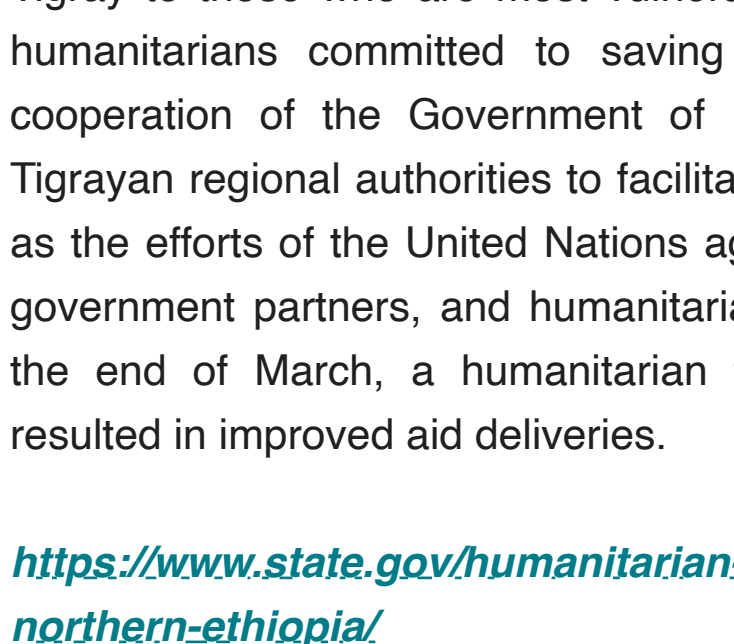 humanitarians committed to saving
cooperation of the Government of
Tigrayan regional authorities to
as the efforts of the United Nations
government partners, and
the end of March, a humanitarian
resulted in improved aid deliveries.
https://www.state.gov/humanitarian-
northern-ethiopia/